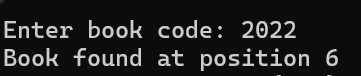 Enter book code: 2022
Book found at position 6